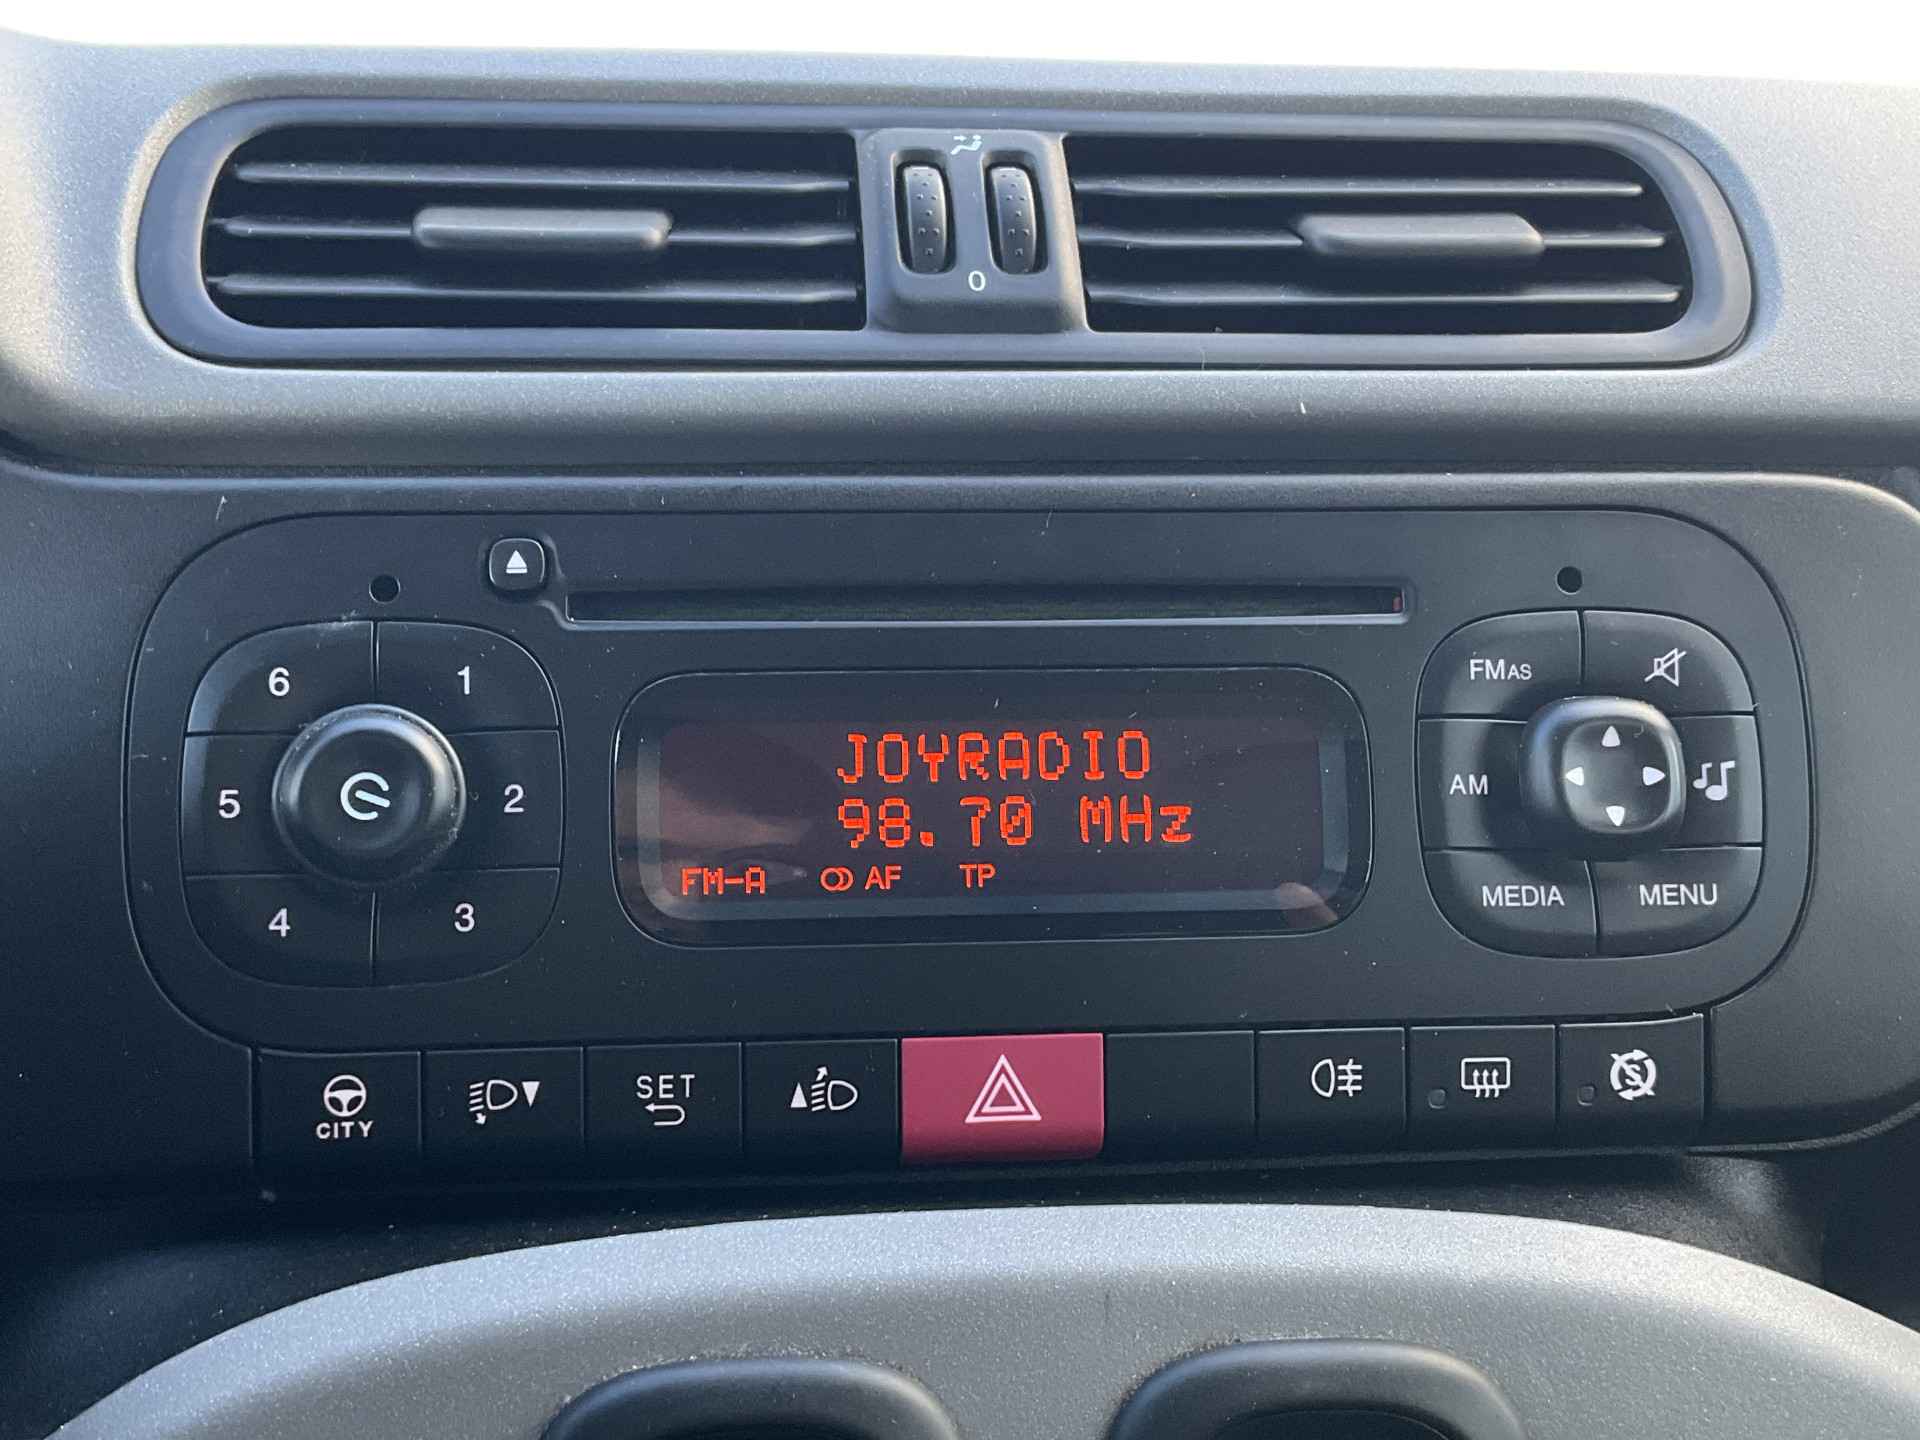 0
6 1
5 2
4 3
JOYRADIO
98.70 MHz
FM-A AF TP
FMAS
AM
MEDIA MENU
CITY
SET
S